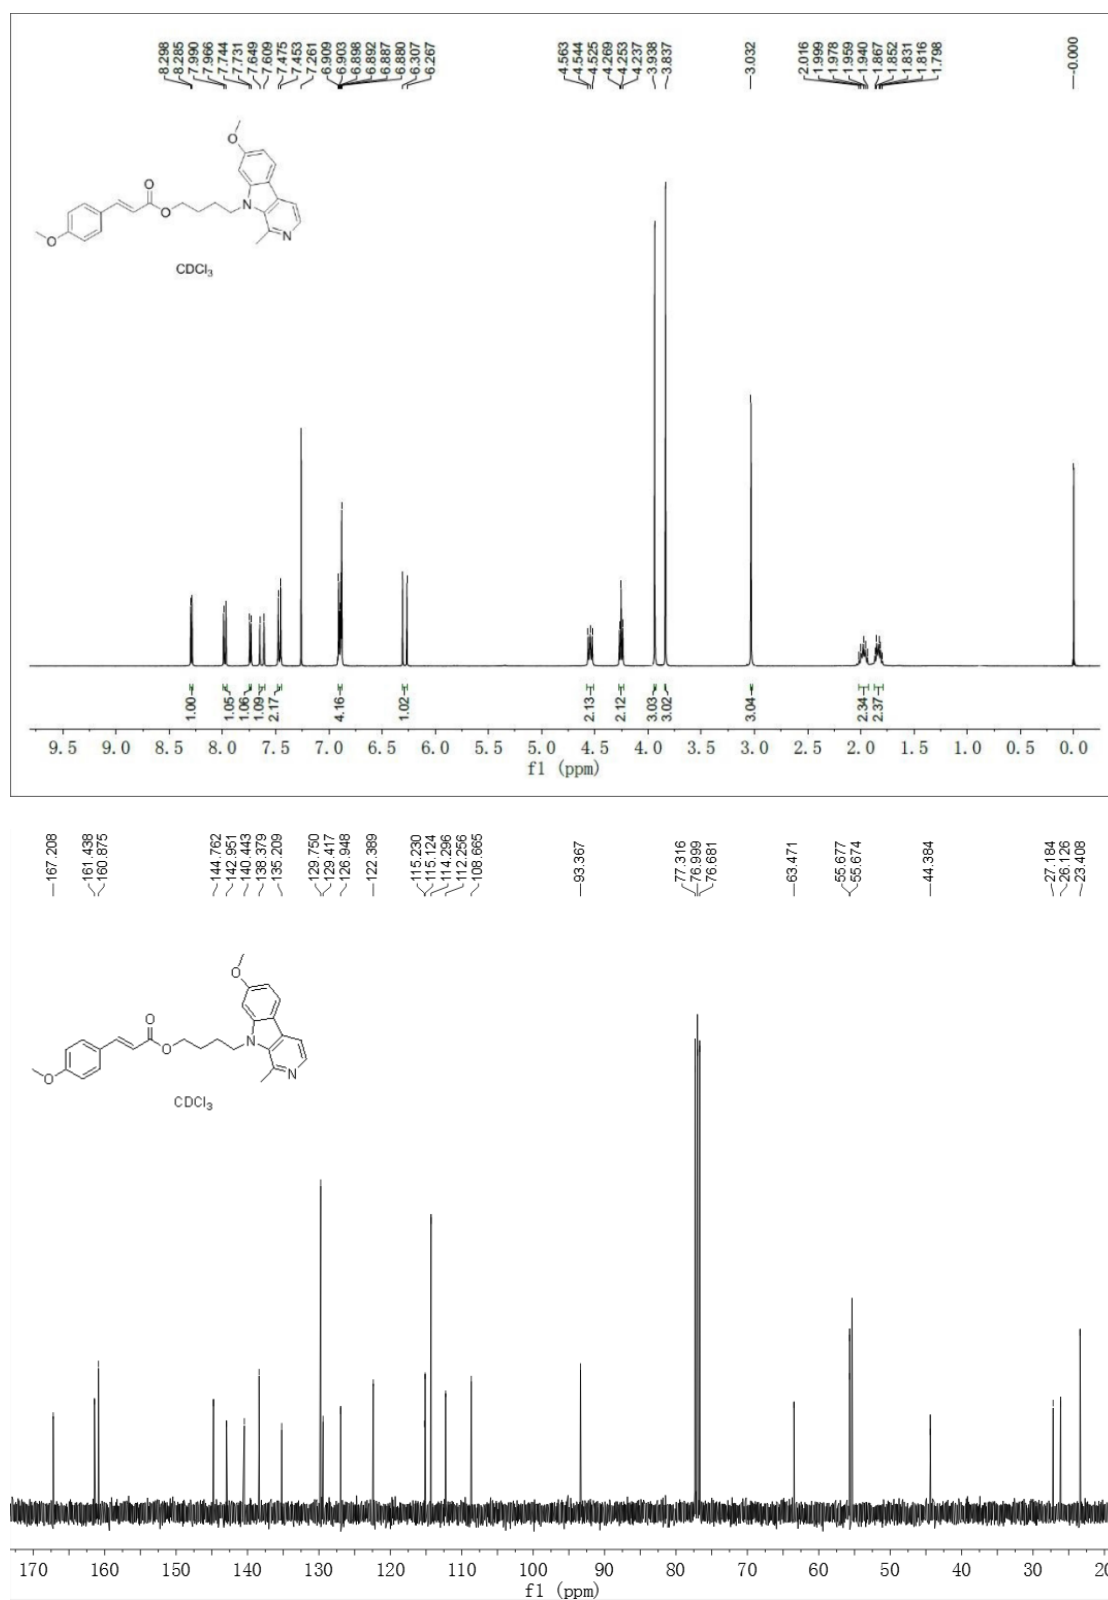 8.298 8.285 7.990 7.966 7.744 7.731 7.649 7.609 7.475 7.453 7.261 6.909 6.903 6.898 6.892 6.887 6.880 6.307 6.267 4.563 4.544 4.525 4.269 4.253 4.237 3.938 3.837 3.032 2.016 1.999 1.978 1.959 1.940 1.867 1.852 1.831 1.816 1.798 -0.000
O
O
O
N
O
N
CDCl3
1.00 1.05 1.06 1.09 2.17 4.16 1.02 2.13 2.12 3.03 3.02 3.04 2.34 2.37
9.5 9.0 8.5 8.0 7.5 7.0 6.5 6.0 5.5 5.0 4.5 4.0 3.5 3.0 2.5 2.0 1.5 1.0 0.5 0.0
f1 (ppm)
167.208 161.438 160.875 144.762 142.951 140.443 138.379 135.209 129.750 129.417 126.948 122.389 115.230 115.124 114.296 112.256 108.665 93.367 77.316 76.999 76.681 63.471 55.677 55.674 44.384 27.184 26.126 23.408
O
O
O
N
O
N
CDCl3
170 160 150 140 130 120 110 100 90 80 70 60 50 40 30 20
f1 (ppm)